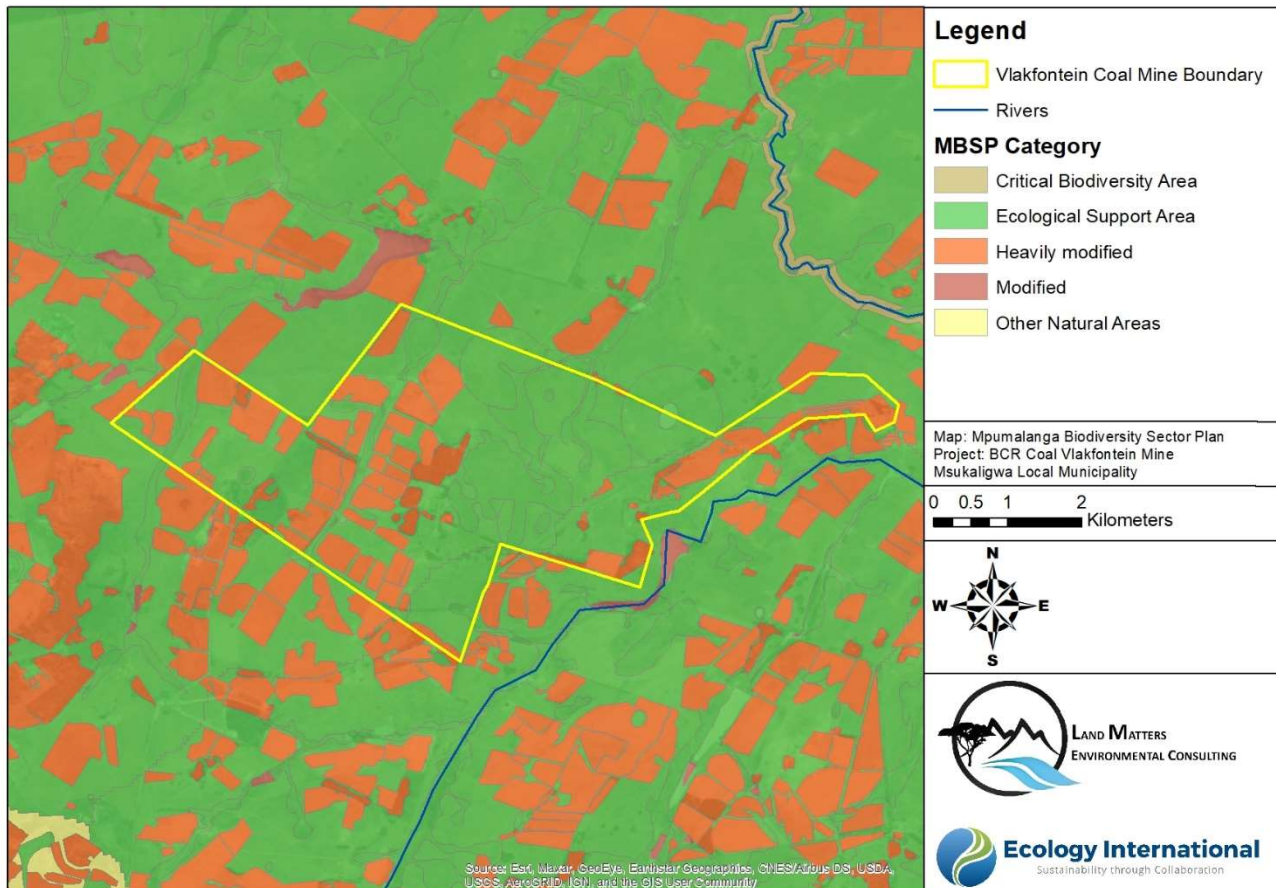 Legend
Vlakfontein Coal Mine Boundary
Rivers
MBSP Category
Critical Biodiversity Area
Ecological Support Area
Heavily modified
Modified
Other Natural Areas
Map: Mpumalanga Biodiversity Sector Plan
Project: BCR Coal Vlakfontein Mine
Msukaligwa Local Municipality
0 0.5 1 2
Kilometers
N
W E
S
LAND MATTERS
ENVIRONMENTAL CONSULTING
Ecology International
Sustainability through Collaboration
Source: Esri, Maxar, GeoEye, Earthstar Geographics, CNES/Airbus DS, USDA,
USGS, AeroGRID, IGN, and the GIS User Community